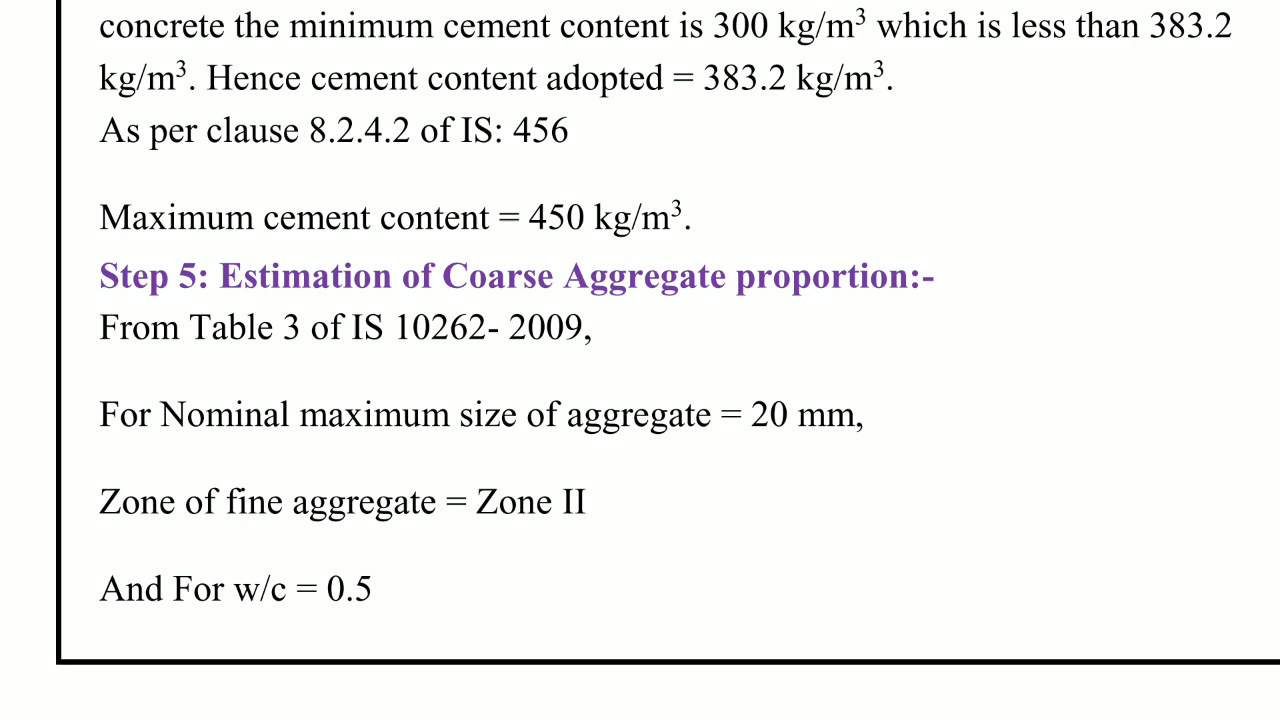 concrete the minimum cement content is 300 kg/m³ which is less than 383.2
kg/m³. Hence cement content adopted = 383.2 kg/m³.
As per clause 8.2.4.2 of IS: 456
Maximum cement content = 450 kg/m³.
Step 5: Estimation of Coarse Aggregate proportion:-
From Table 3 of IS 10262- 2009,
For Nominal maximum size of aggregate = 20 mm,
Zone of fine aggregate = Zone II
And For w/c = 0.5